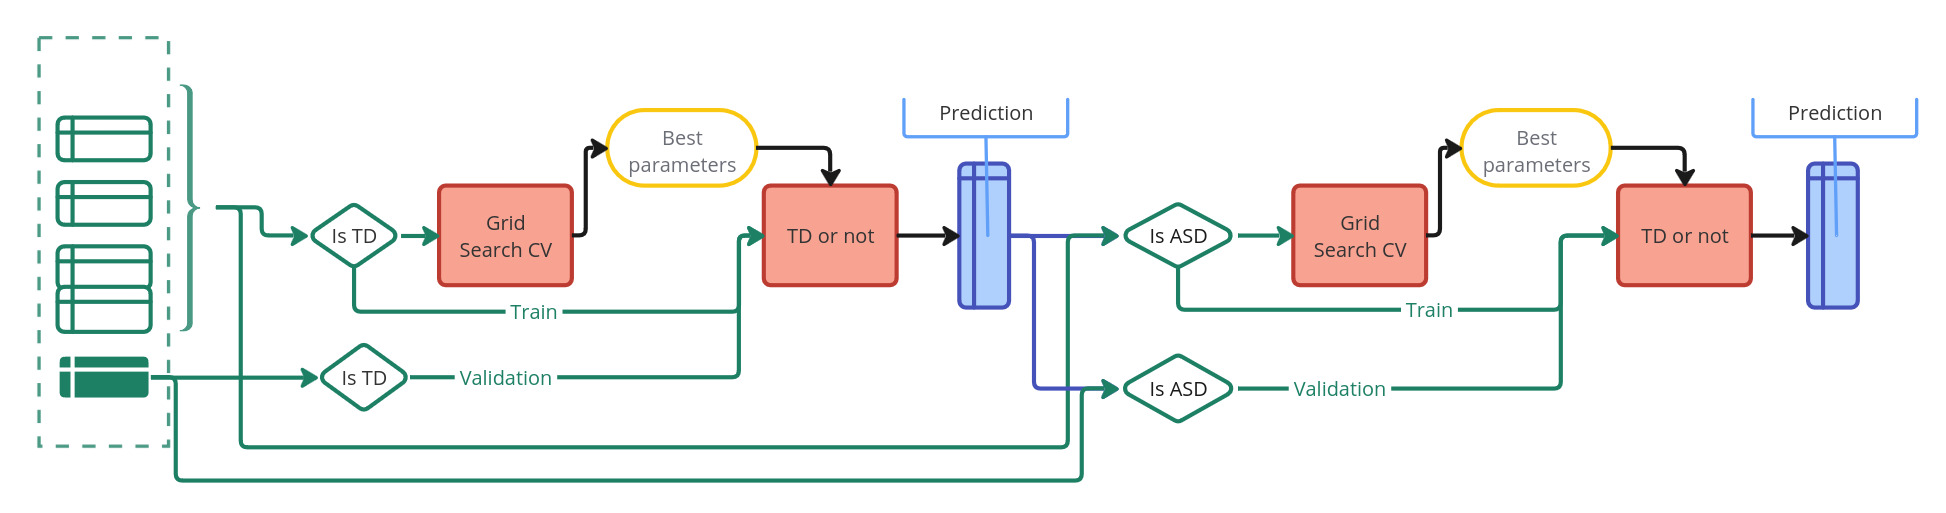 Prediction
Prediction
Best
parameters
Best
parameters
Is TD
Grid
Search CV
TD or not
Is ASD
Grid
Search CV
TD or not
Train
Train
Is TD
Validation
Is ASD
Validation